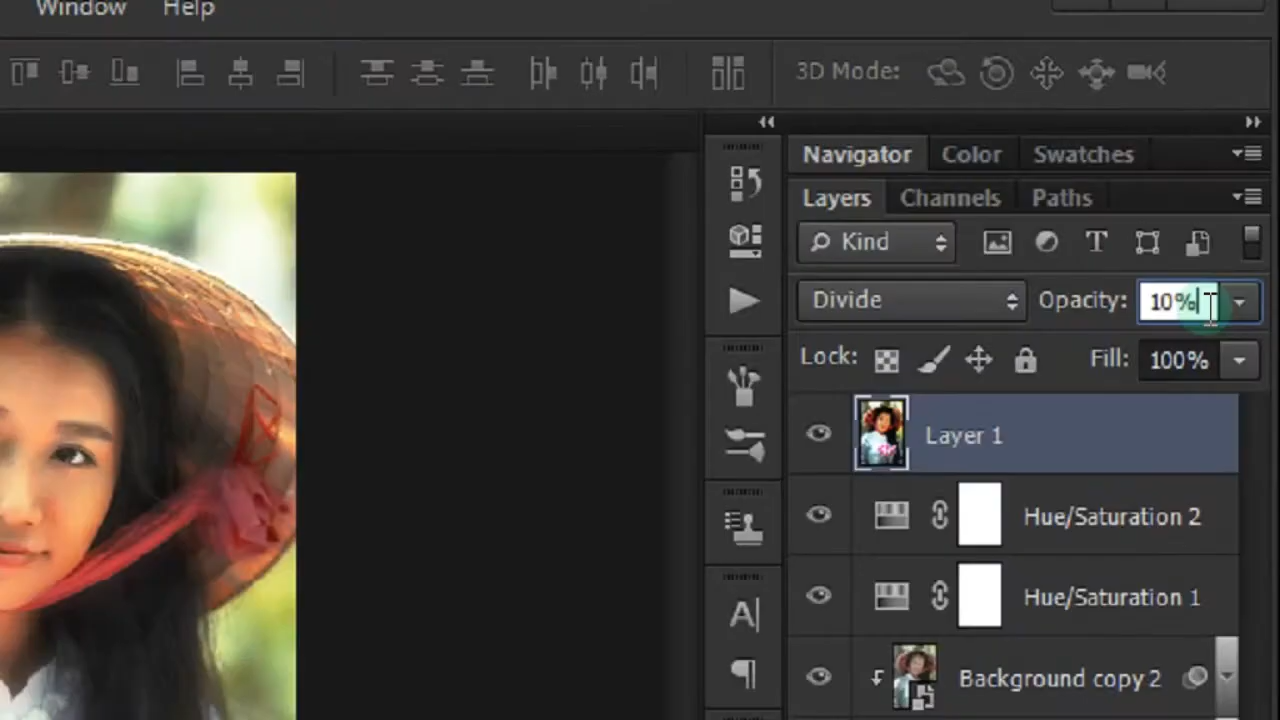 Window Help
3D Mode:
Navigator Color Swatches
Layers Channels Paths
Kind
Divide Opacity: 10%
Lock: Fill: 100%
Layer 1
Hue/Saturation 2
Hue/Saturation 1
Background copy 2